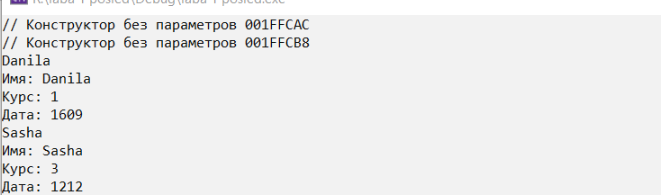 // Конструктор без параметров 001FFCAC
// Конструктор без параметров 001FFCB8
Danila
Имя: Danila
Курс: 1
Дата: 1609
Sasha
Имя: Sasha
Курс: 3
Дата: 1212